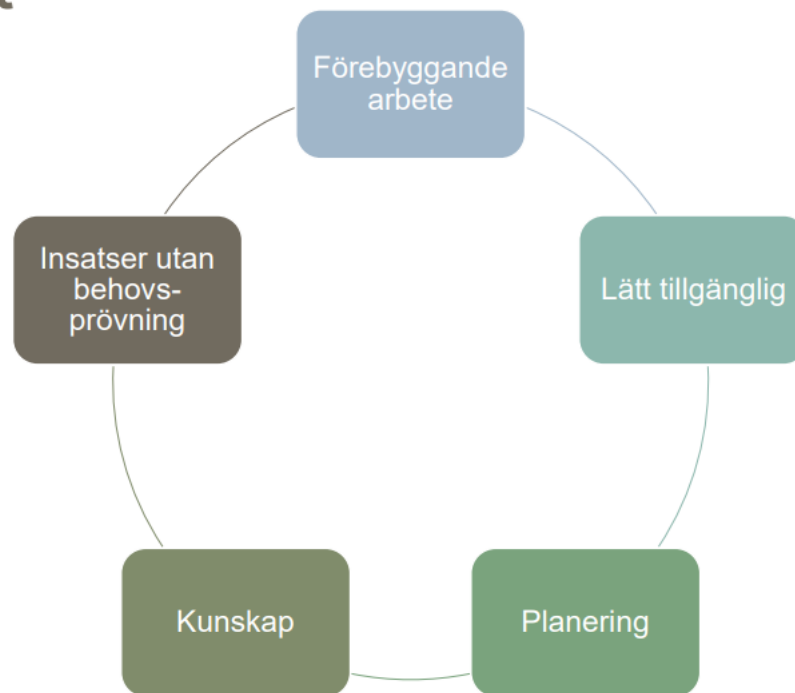 Förebyggande
arbete
Insatser utan
behovs-
prövning
Lätt tillgänglig
Kunskap
Planering